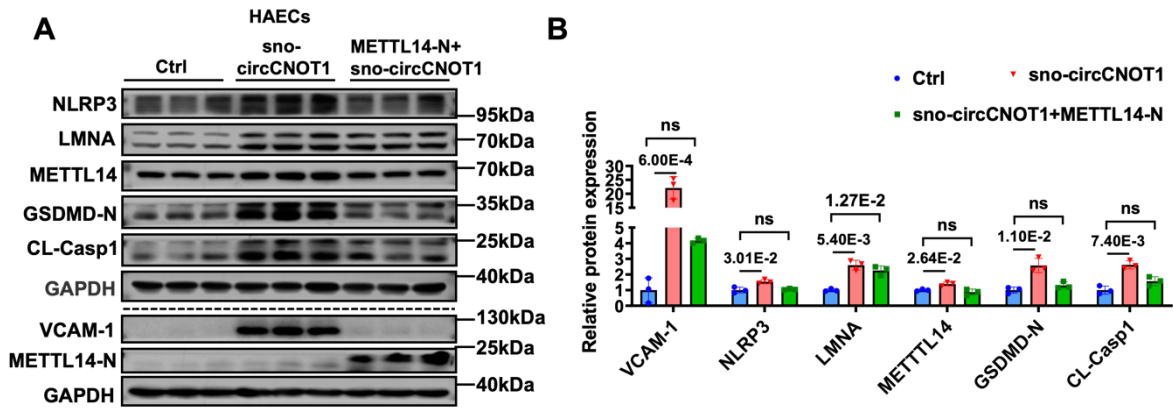 A
HAECs
Ctrl
sno-
circCNOT1
METTL14-N+
sno-circCNOT1
NLRP3
95kDa
LMNA
70kDa
METTL14
70kDa
GSDMD-N
35kDa
CL-Casp1
25kDa
GAPDH
40kDa
VCAM-1
130kDa
METTL14-N
25kDa
GAPDH
40kDa
B
Ctrl
sno-circCNOT1
sno-circCNOT1+METTL14-N
Relative protein expression
30
25
20
15
10
5
4
3
2
1
0
ns
6.00E-4
ns
3.01E-2
1.27E-2
5.40E-3
ns
2.64E-2
ns
1.10E-2
ns
7.40E-3
VCAM-1
NLRP3
LMNA
METTTL14
GSDMD-N
CL-Casp1